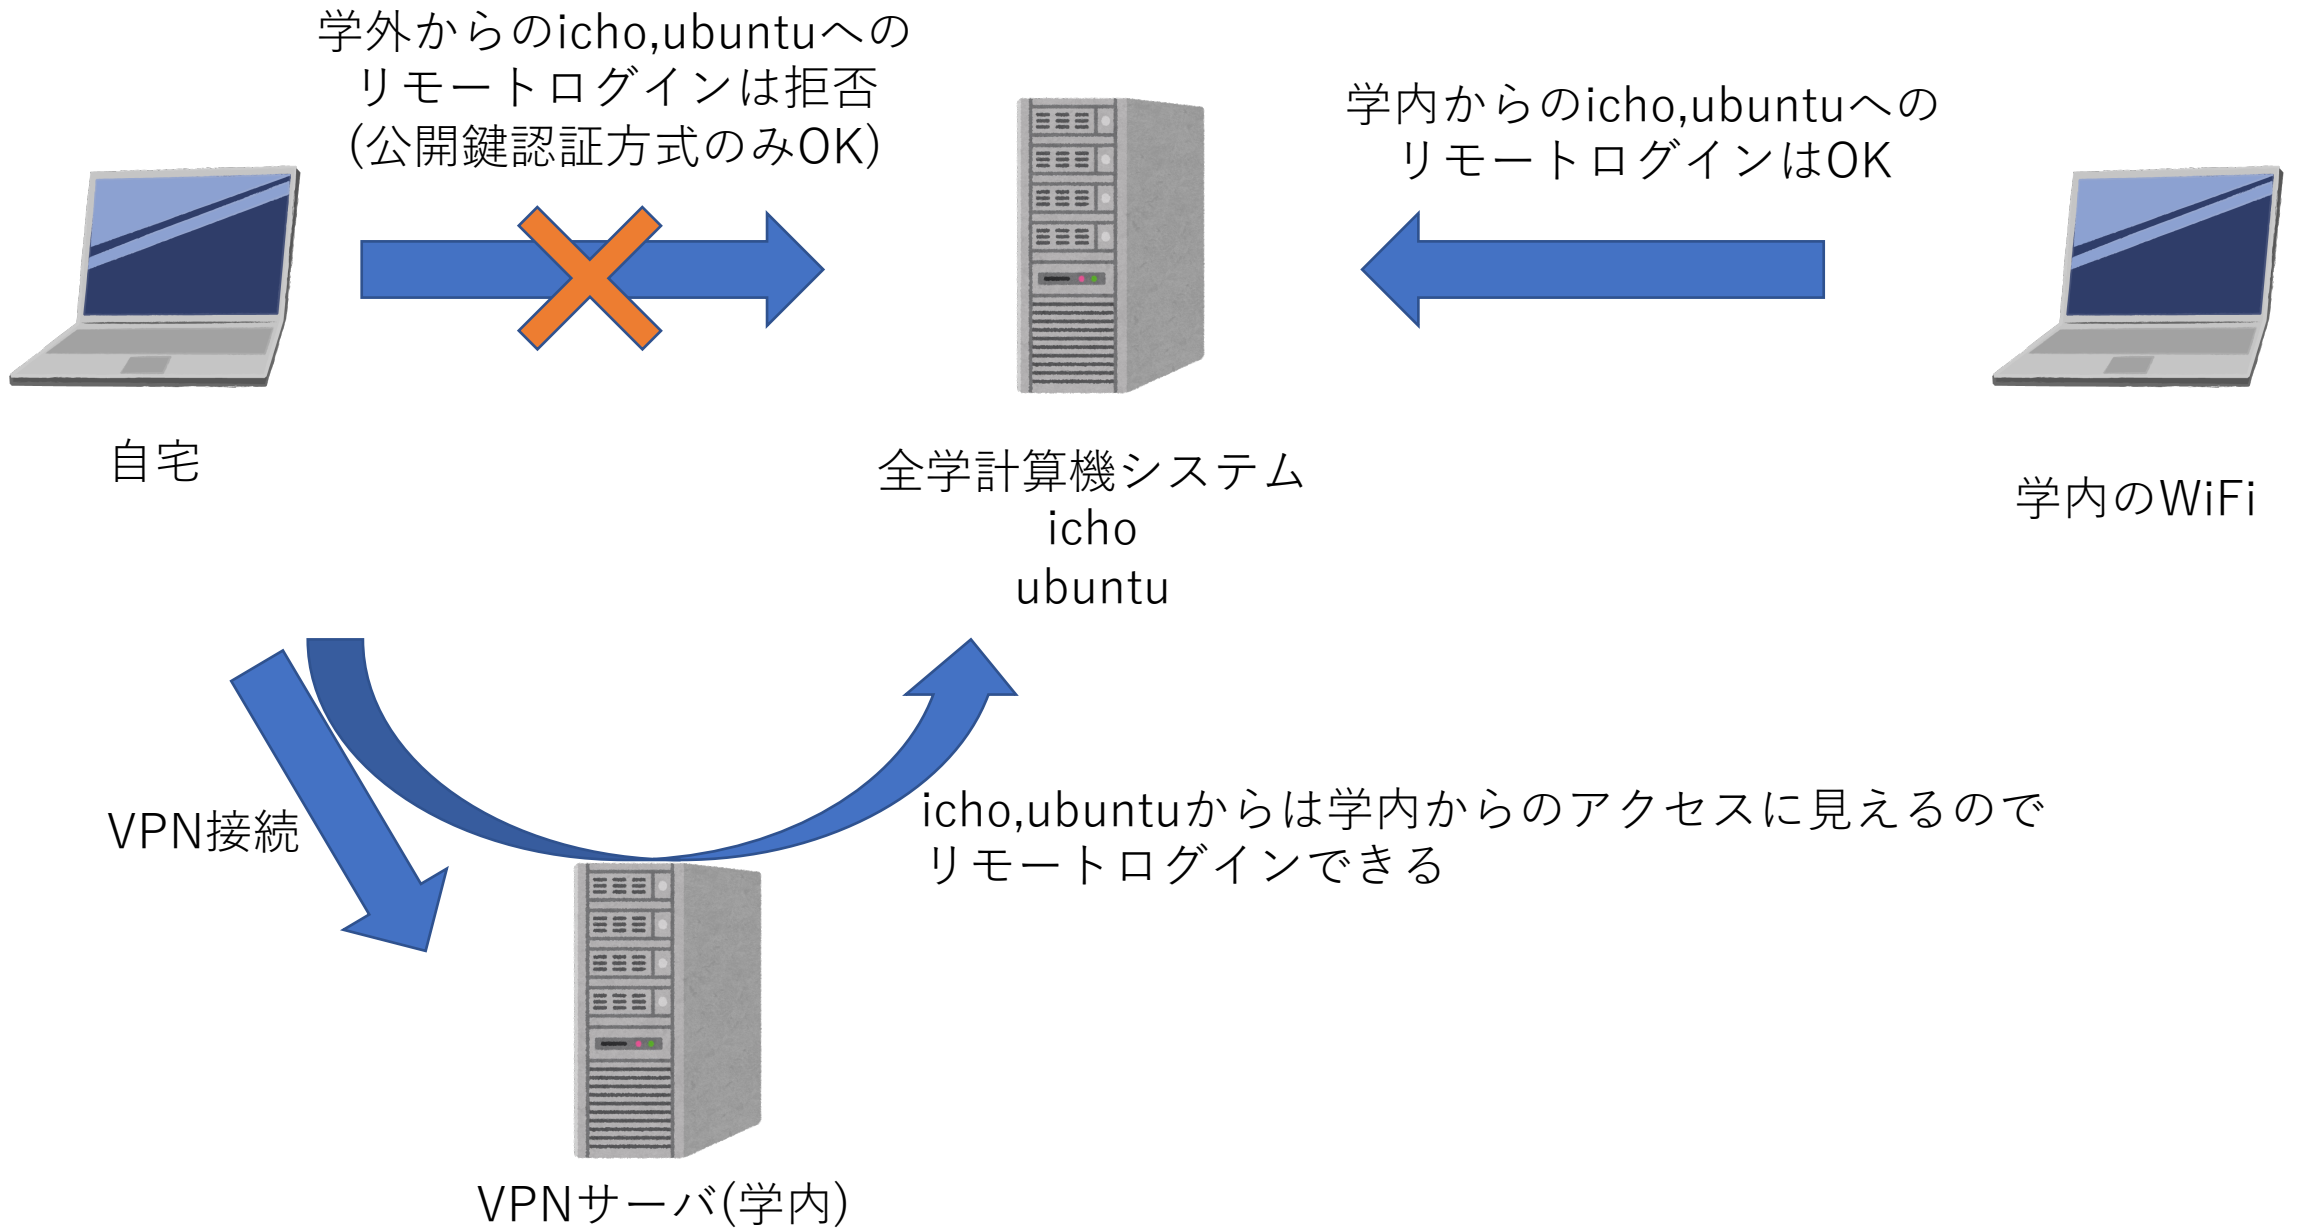 学外からのicho,ubuntuへの
リモートログインは拒否
(公開鍵認証方式のみOK)
学内からのicho,ubuntuへの
リモートログインはOK
自宅
全学計算機システム
icho
ubuntu
学内のWiFi
VPN接続
icho,ubuntuからは学内からのアクセスに見えるので
リモートログインできる
VPNサーバ(学内)